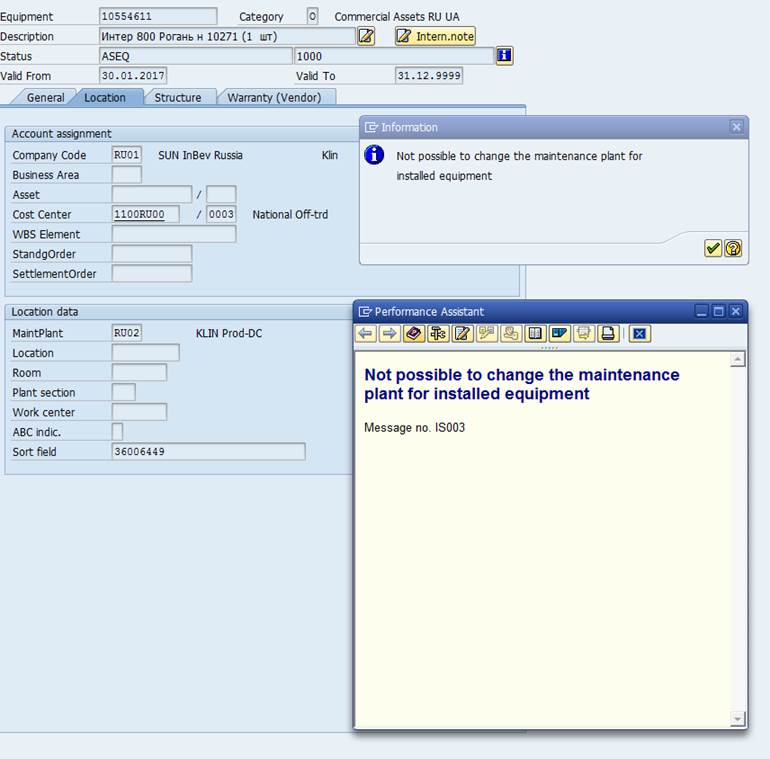 Equipment 10554611 Category O Commercial Assets RU UA
Description Интер 800 Рогань н 10271 (1 шт) Intern.note
Status ASEQ 1000
Valid From 30.01.2017 Valid To 31.12.9999
General Location Structure Warranty (Vendor)
Account assignment
Company Code RU01 SUN InBev Russia Klin
Business Area
Asset /
Cost Center 1100RU00 / 0003 National Off-trd
WBS Element
StandgOrder
SettlementOrder
Location data
MaintPlant RU02 KLIN Prod-DC
Location
Room
Plant section
Work center
ABC indic.
Sort field 36006449
Information
Not possible to change the maintenance plant for
installed equipment
Performance Assistant
Not possible to change the maintenance
plant for installed equipment
Message no. IS003